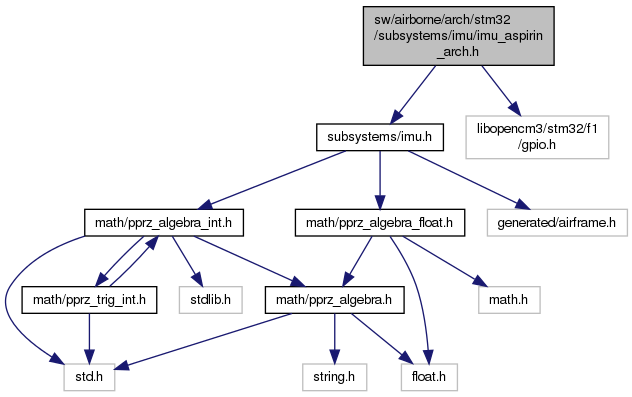 sw/airborne/arch/stm32
/subsystems/imu/imu_aspirin
_arch.h
subsystems/imu.h
libopencm3/stm32/f1
/gpio.h
math/pprz_algebra_int.h
math/pprz_algebra_float.h
generated/airframe.h
math/pprz_trig_int.h
stdlib.h
math/pprz_algebra.h
math.h
std.h
string.h
float.h